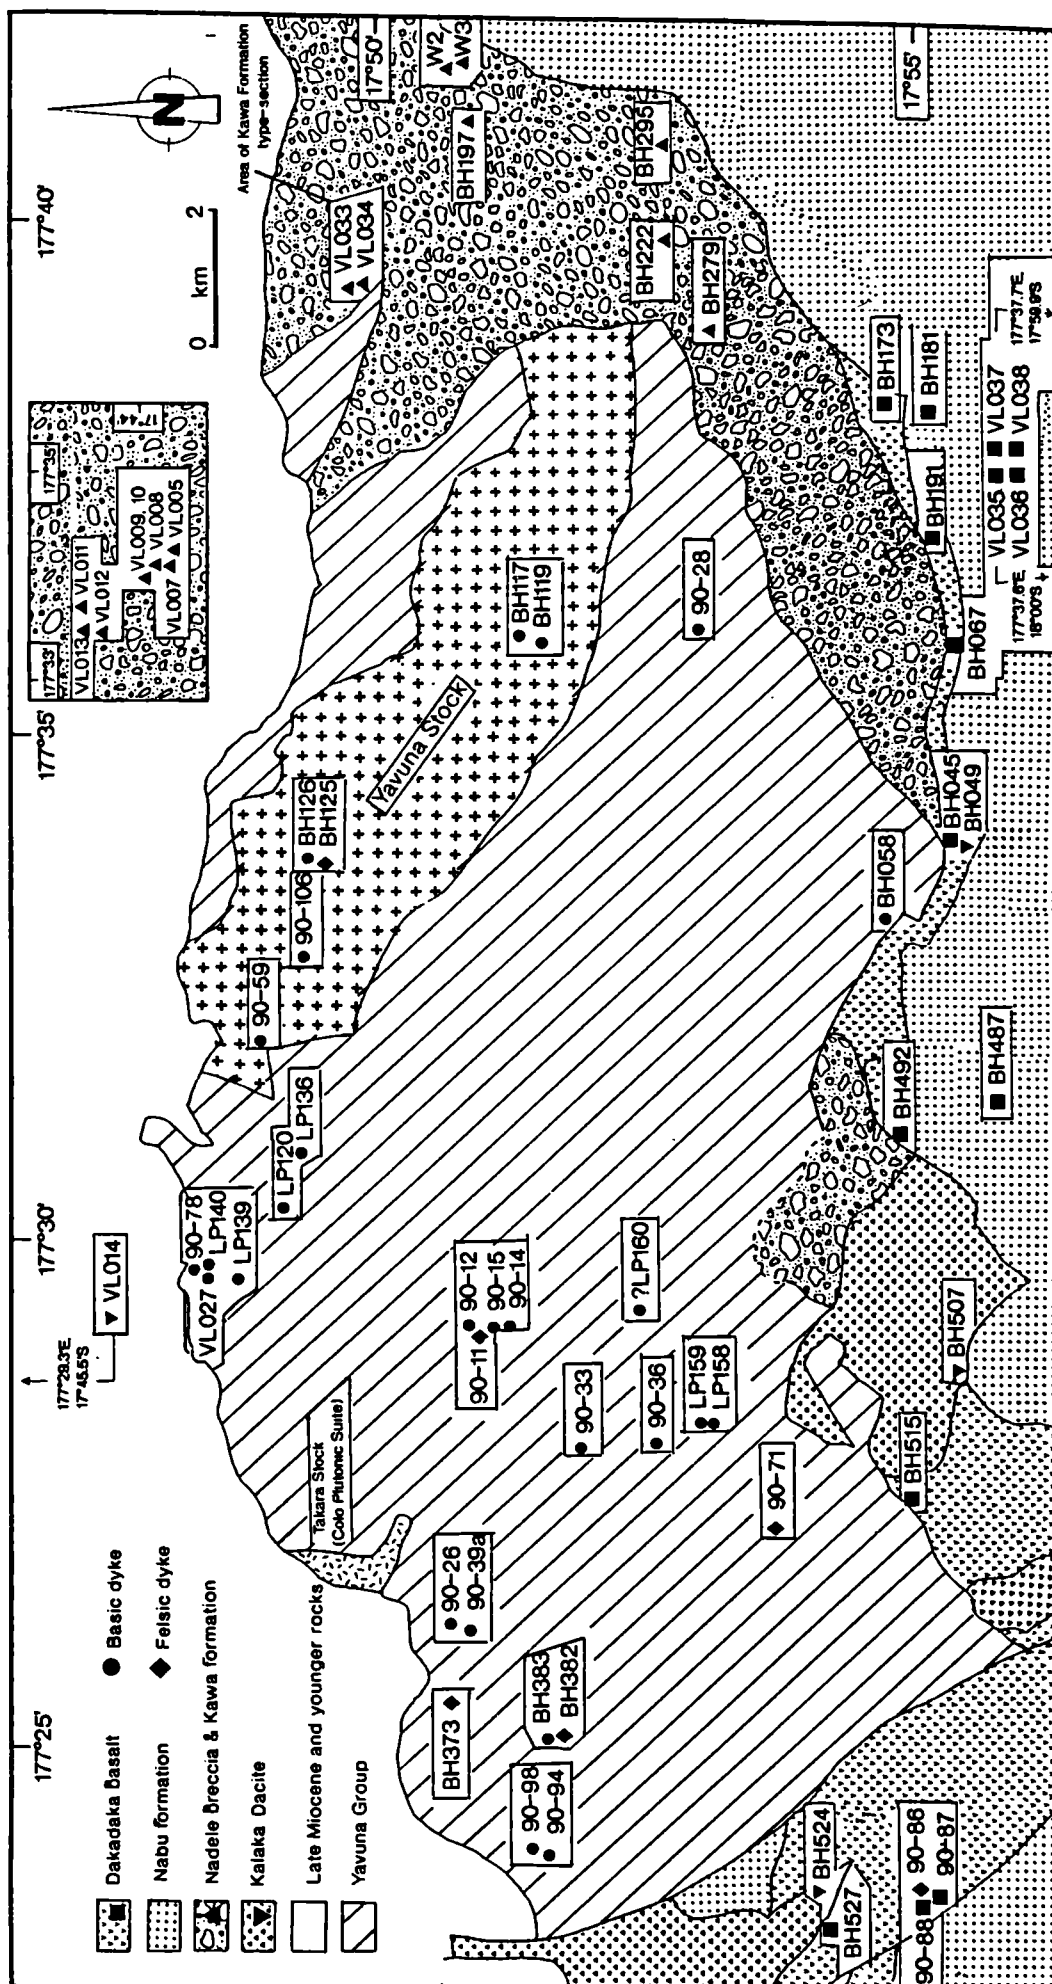 177°25'
177°30'
177°35'
177°40'
Dakadaka Basalt
Nabu formation
Nadele Breccia & Kawa formation
Kalaka Dacite
Late Miocene and younger rocks
Yavuna Group
Basic dyke
Felsic dyke
177°28.3'E,
17°45.5'S
VL014
177°33'
177°35'
17°44'
VL013
VL011
VL012
VL009, 10
VL008
VL007
VL005
0 km 2
N
Area of Kawa Formation
type-section
17°50'
W2
W3
VL033
VL034
BH197
BH295
BH222
BH279
17°55'
Takara Stock
(Colo Plutonic Suite)
90-78
VL027
LP140
LP139
LP120
LP136
90-59
90-106
BH126
BH125
Yavuna Stock
BH117
BH119
90-28
BH373
90-26
90-39a
90-98
90-94
BH383
BH382
90-12
90-11
90-15
90-14
90-33
90-36
?LP160
LP159
LP158
90-71
BH058
BH524
BH527
90-86
90-88
90-87
BH515
BH507
BH492
BH487
BH045
BH049
BH067
BH191
BH173
BH181
VL035
VL037
VL036
VL038
177°37.7'E,
17°59.9'S
177°37.6'E,
18°00'S